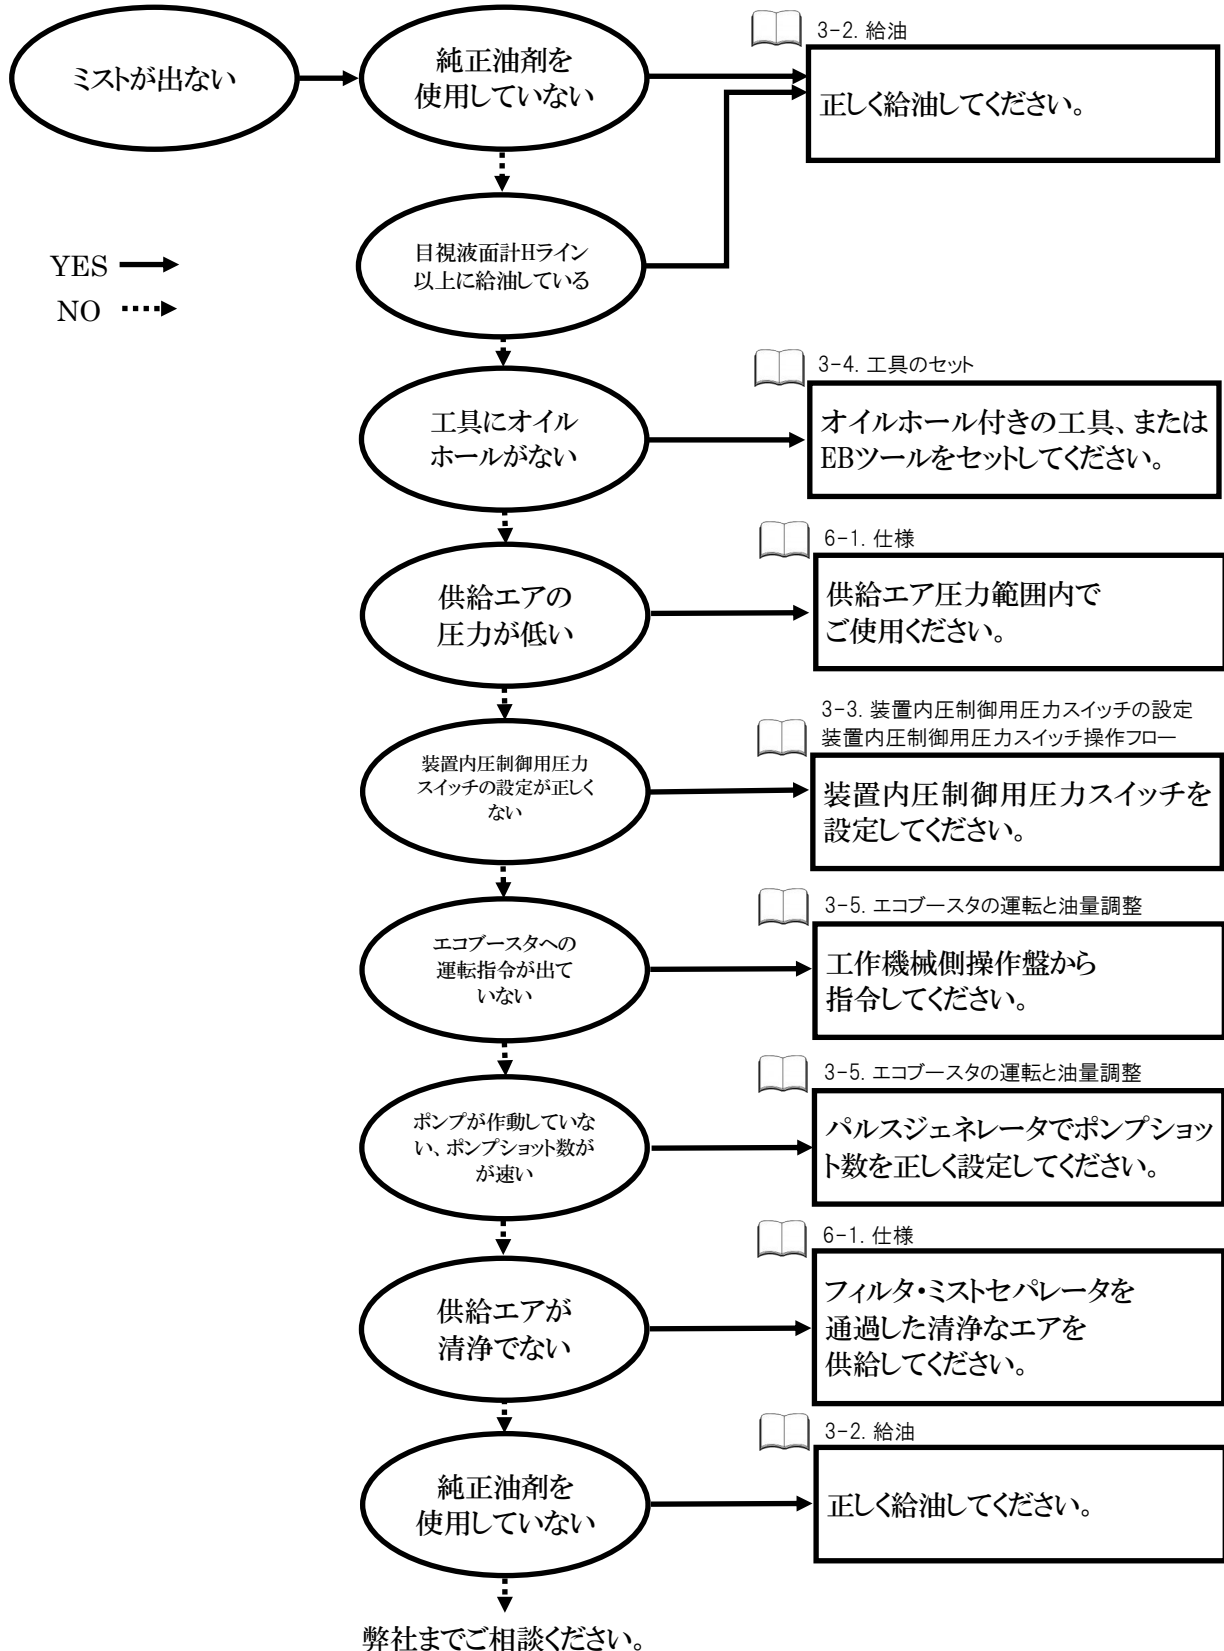 ミストが出ない
純正油剤を
使用していない
3-2. 給油
正しく給油してください。
YES
NO
目視液面計Hライン
以上に給油している
工具にオイル
ホールがない
3-4. 工具のセット
オイルホール付きの工具、または
EBツールをセットしてください。
供給エアの
圧力が低い
6-1. 仕様
供給エア圧力範囲内で
ご使用ください。
装置内圧制御用圧力
スイッチの設定が正しく
ない
3-3. 装置内圧制御用圧力スイッチの設定
装置内圧制御用圧力スイッチ操作フロー
装置内圧制御用圧力スイッチを
設定してください。
エコブースタへの
運転指令が出て
いない
3-5. エコブースタの運転と油量調整
工作機械側操作盤から
指令してください。
ポンプが作動していな
い、ポンプショット数が
が速い
3-5. エコブースタの運転と油量調整
パルスジェネレータでポンプショッ
ト数を正しく設定してください。
供給エアが
清浄でない
6-1. 仕様
フィルタ・ミストセパレータを
通過した清浄なエアを
供給してください。
純正油剤を
使用していない
3-2. 給油
正しく給油してください。
弊社までご相談ください。